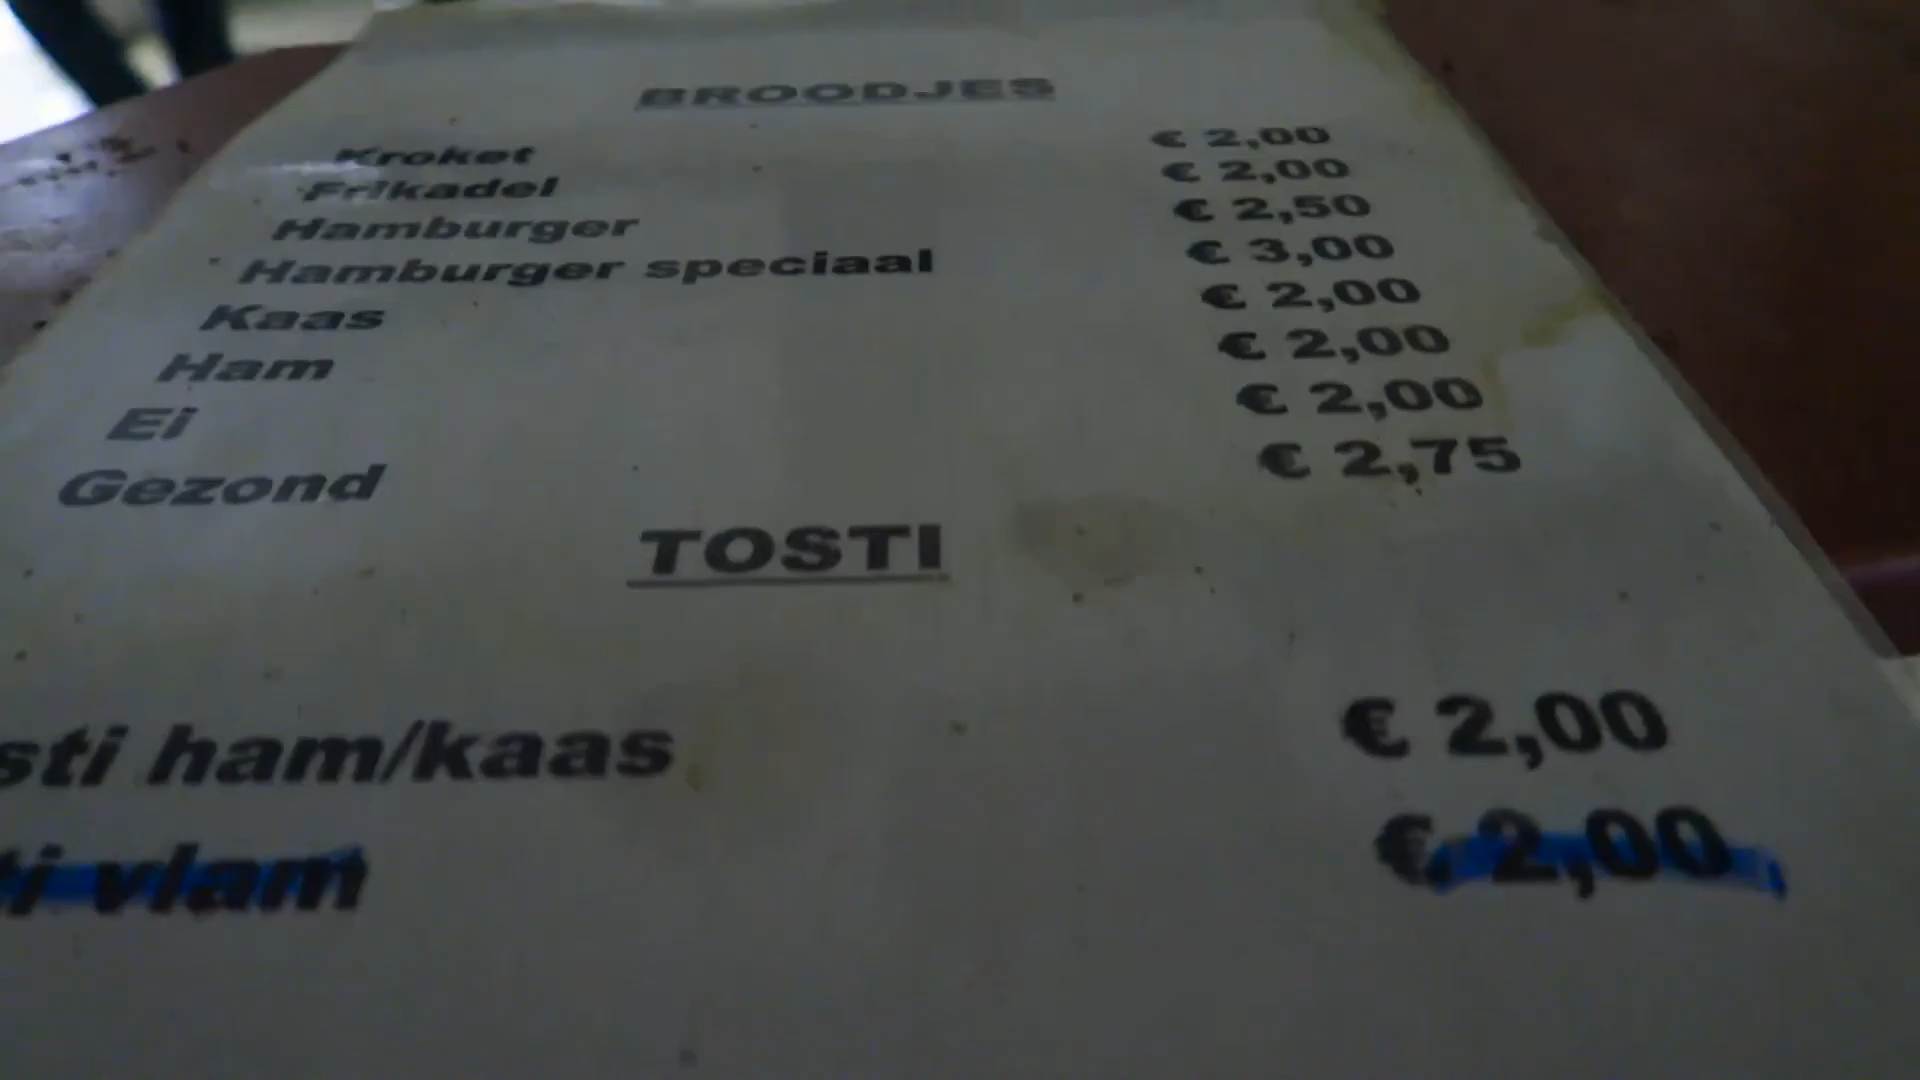 BROODJES
Kroket € 2,00
Frikadel € 2,00
Hamburger € 2,50
Hamburger speciaal € 3,00
Kaas € 2,00
Ham € 2,00
Ei € 2,00
Gezond € 2,75
TOSTI
sti ham/kaas € 2,00
ti vlam € 2,00